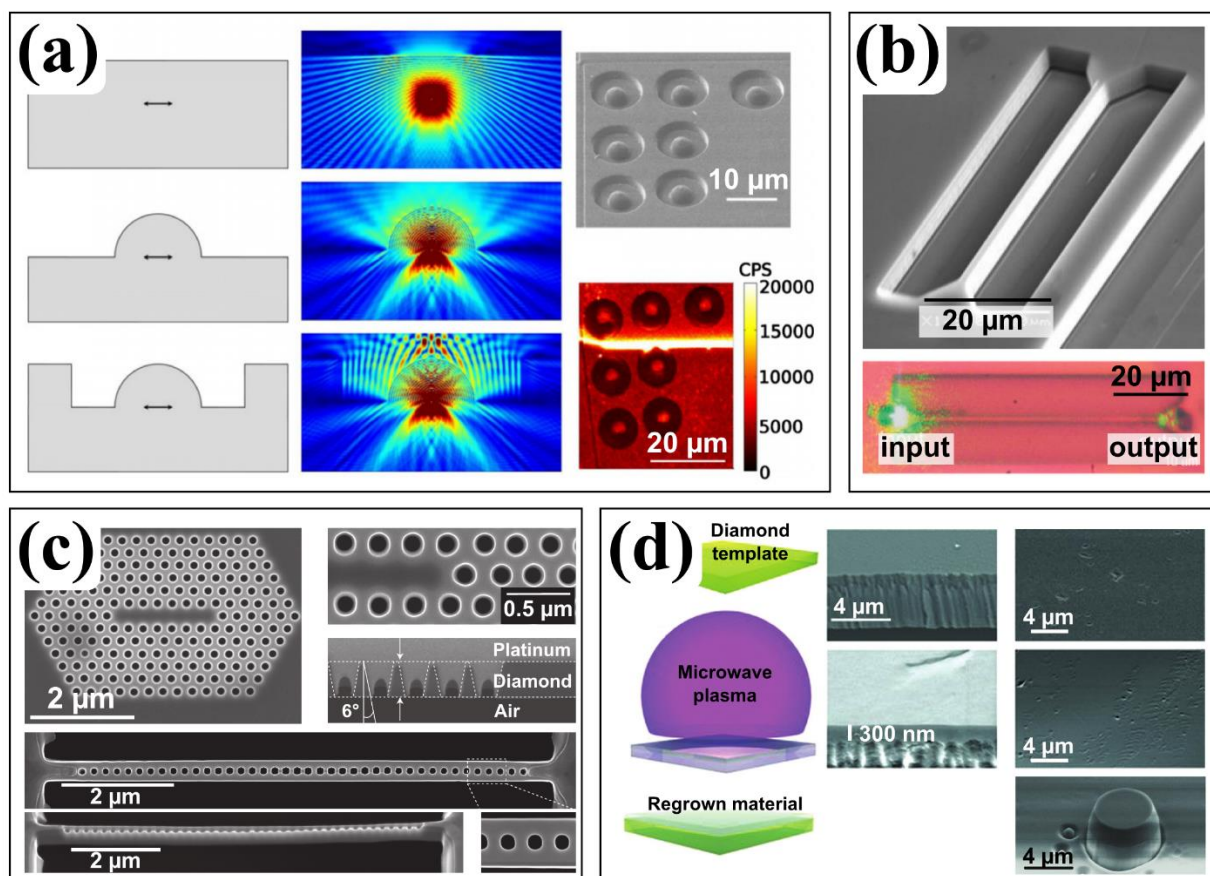 (a)
10 µm
CPS
20000
15000
10000
5000
0
20 µm
(b)
20 µm
20 µm
input
output
(c)
2 µm
0.5 µm
Platinum
Diamond
Air
6°
2 µm
2 µm
(d)
Diamond
template
Microwave
plasma
Regrown material
4 µm
4 µm
300 nm
4 µm
4 µm